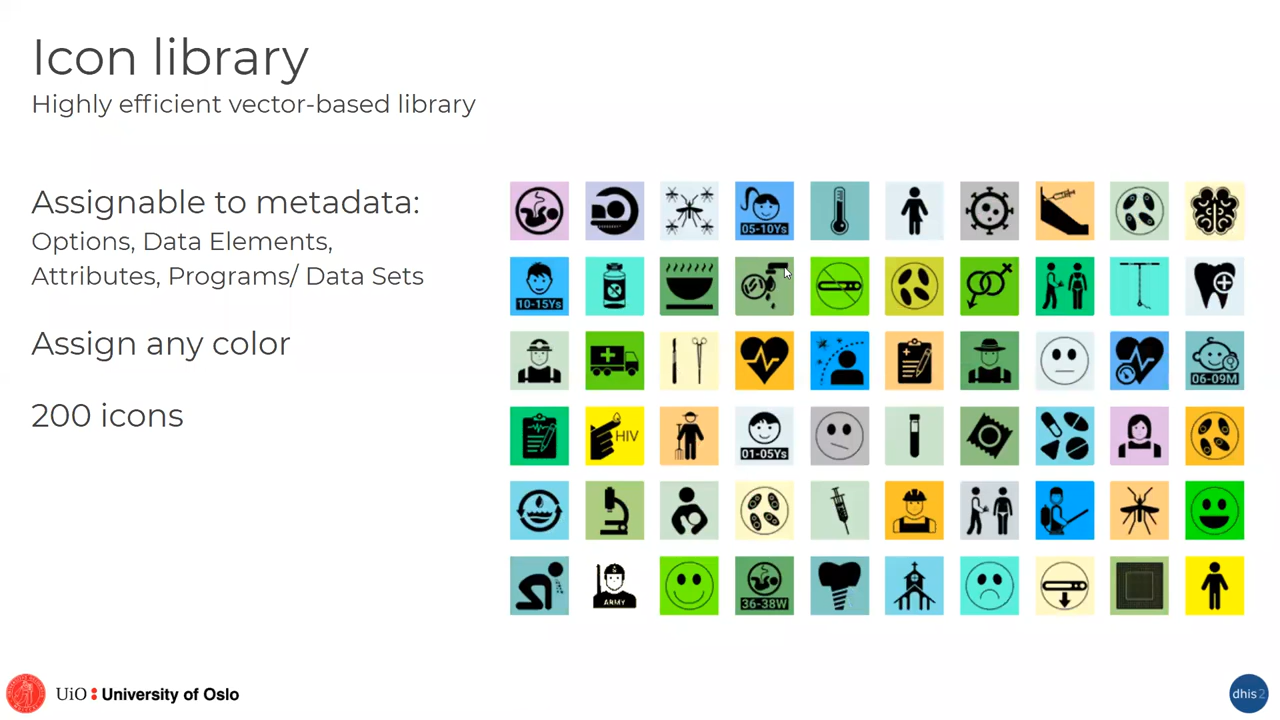 Icon library
Highly efficient vector-based library
Assignable to metadata:
Options, Data Elements,
Attributes, Programs/ Data Sets
Assign any color
200 icons
05-10Ys
10-15Ys
06-09M
HIV
01-05Ys
ARMY
36-38W
UiO University of Oslo
dhis2